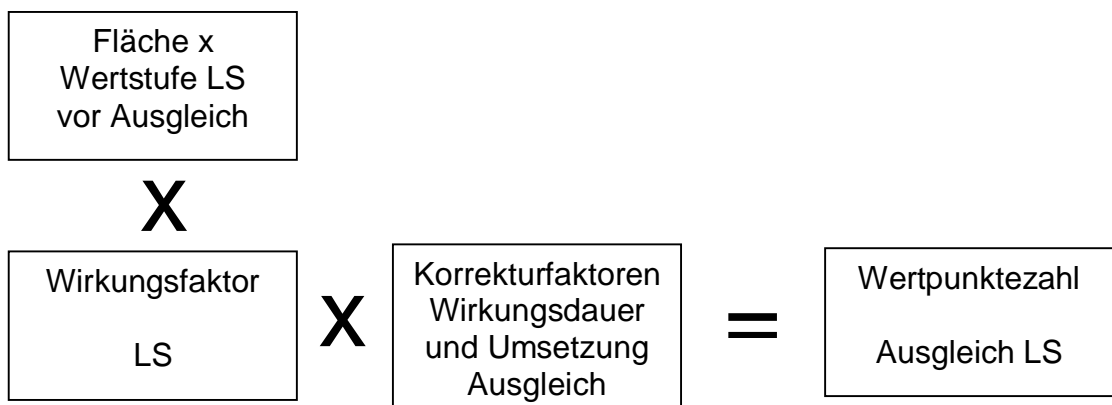 Fläche x
Wertstufe LS
vor Ausgleich
X
Wirkungsfaktor
LS
X
Korrekturfaktoren
Wirkungsdauer
und Umsetzung
Ausgleich
=
Wertpunktezahl
Ausgleich LS